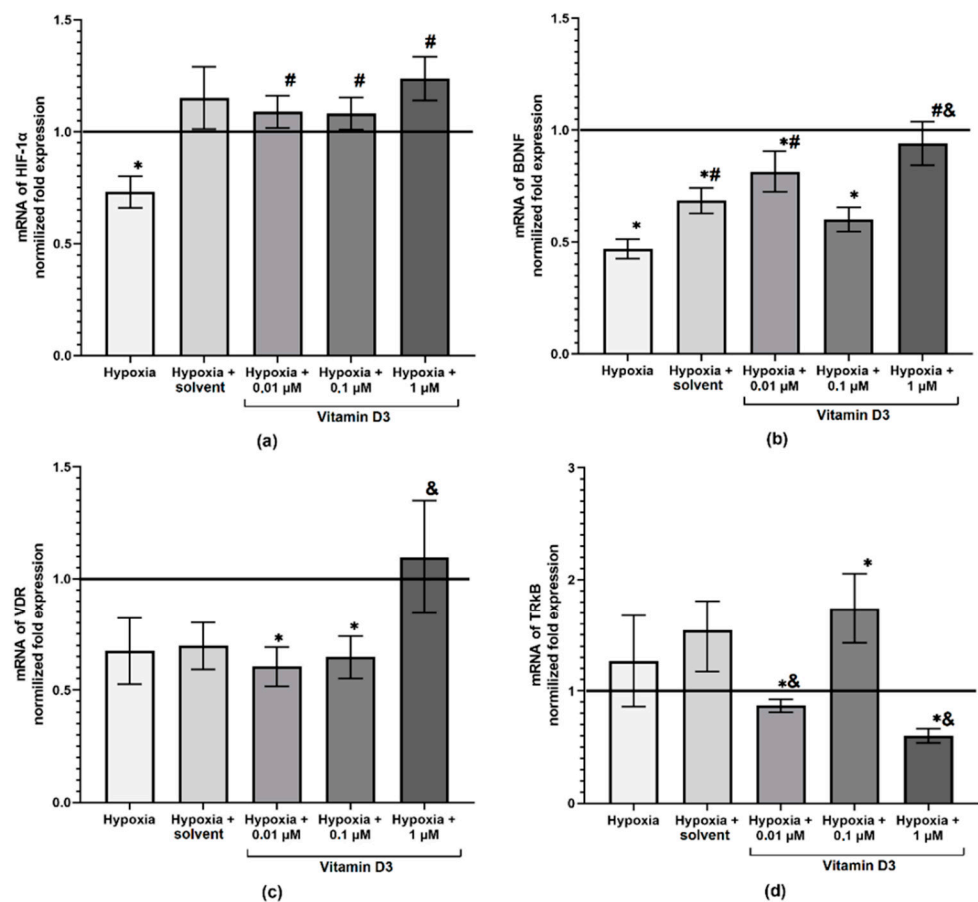 mRNA of HIF-1α
normilized fold expression
1.5
1.0
0.5
0.0
*
#
#
#
Hypoxia
Hypoxia +
solvent
Hypoxia +
0.01 μM
Hypoxia +
0.1 μM
Hypoxia +
1 μM
Vitamin D3
(a)
mRNA of BDNF
normilized fold expression
1.5
1.0
0.5
0.0
*
*#
*#
*
#&
Hypoxia
Hypoxia +
solvent
Hypoxia +
0.01 μM
Hypoxia +
0.1 μM
Hypoxia +
1 μM
Vitamin D3
(b)
mRNA of VDR
normilized fold expression
1.5
1.0
0.5
0.0
*
*
&
Hypoxia
Hypoxia +
solvent
Hypoxia +
0.01 μM
Hypoxia +
0.1 μM
Hypoxia +
1 μM
Vitamin D3
(c)
mRNA of TRkB
normilized fold expression
3
2
1
0
*&
*
*&
Hypoxia
Hypoxia +
solvent
Hypoxia +
0.01 μM
Hypoxia +
0.1 μM
Hypoxia +
1 μM
Vitamin D3
(d)